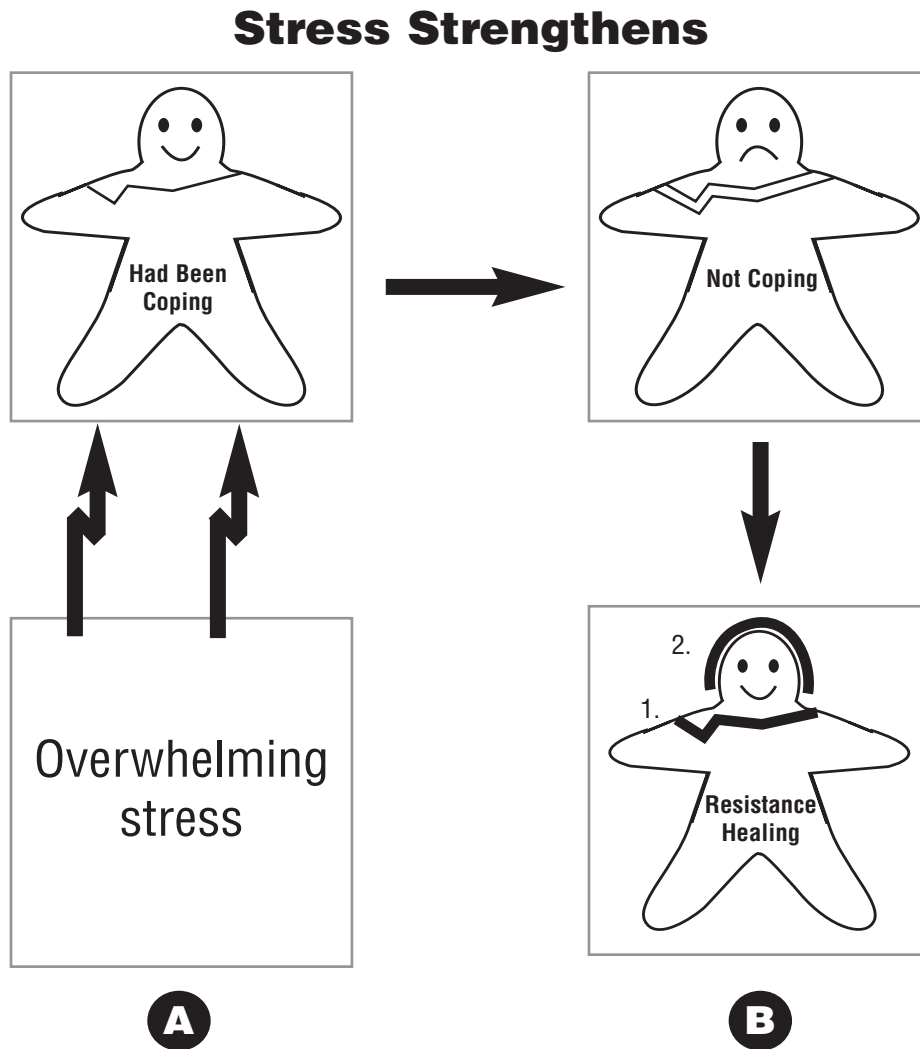 Stress Strengthens
Had Been
Coping
Not Coping
Overwhelming
stress
2.
1.
Resistance
Healing
A
B